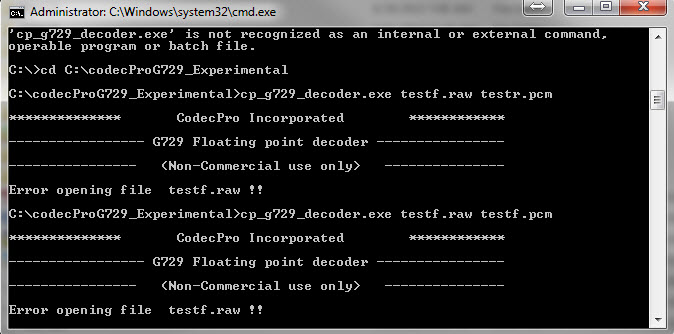 Administrator: C:\Windows\system32\cmd.exe
'cp_g729_decoder.exe' is not recognized as an internal or external command,
operable program or batch file.
C:\>cd C:\codecProG729_Experimental
C:\codecProG729_Experimental>cp_g729_decoder.exe testf.raw testr.pcm
************** CodecPro Incorporated ************
----------------- G729 Floating point decoder ----------------
---------------- (Non-Commercial use only) ---------------
Error opening file testf.raw !!
C:\codecProG729_Experimental>cp_g729_decoder.exe testf.raw testf.pcm
************** CodecPro Incorporated ************
----------------- G729 Floating point decoder ----------------
---------------- (Non-Commercial use only) ---------------
Error opening file testf.raw !!